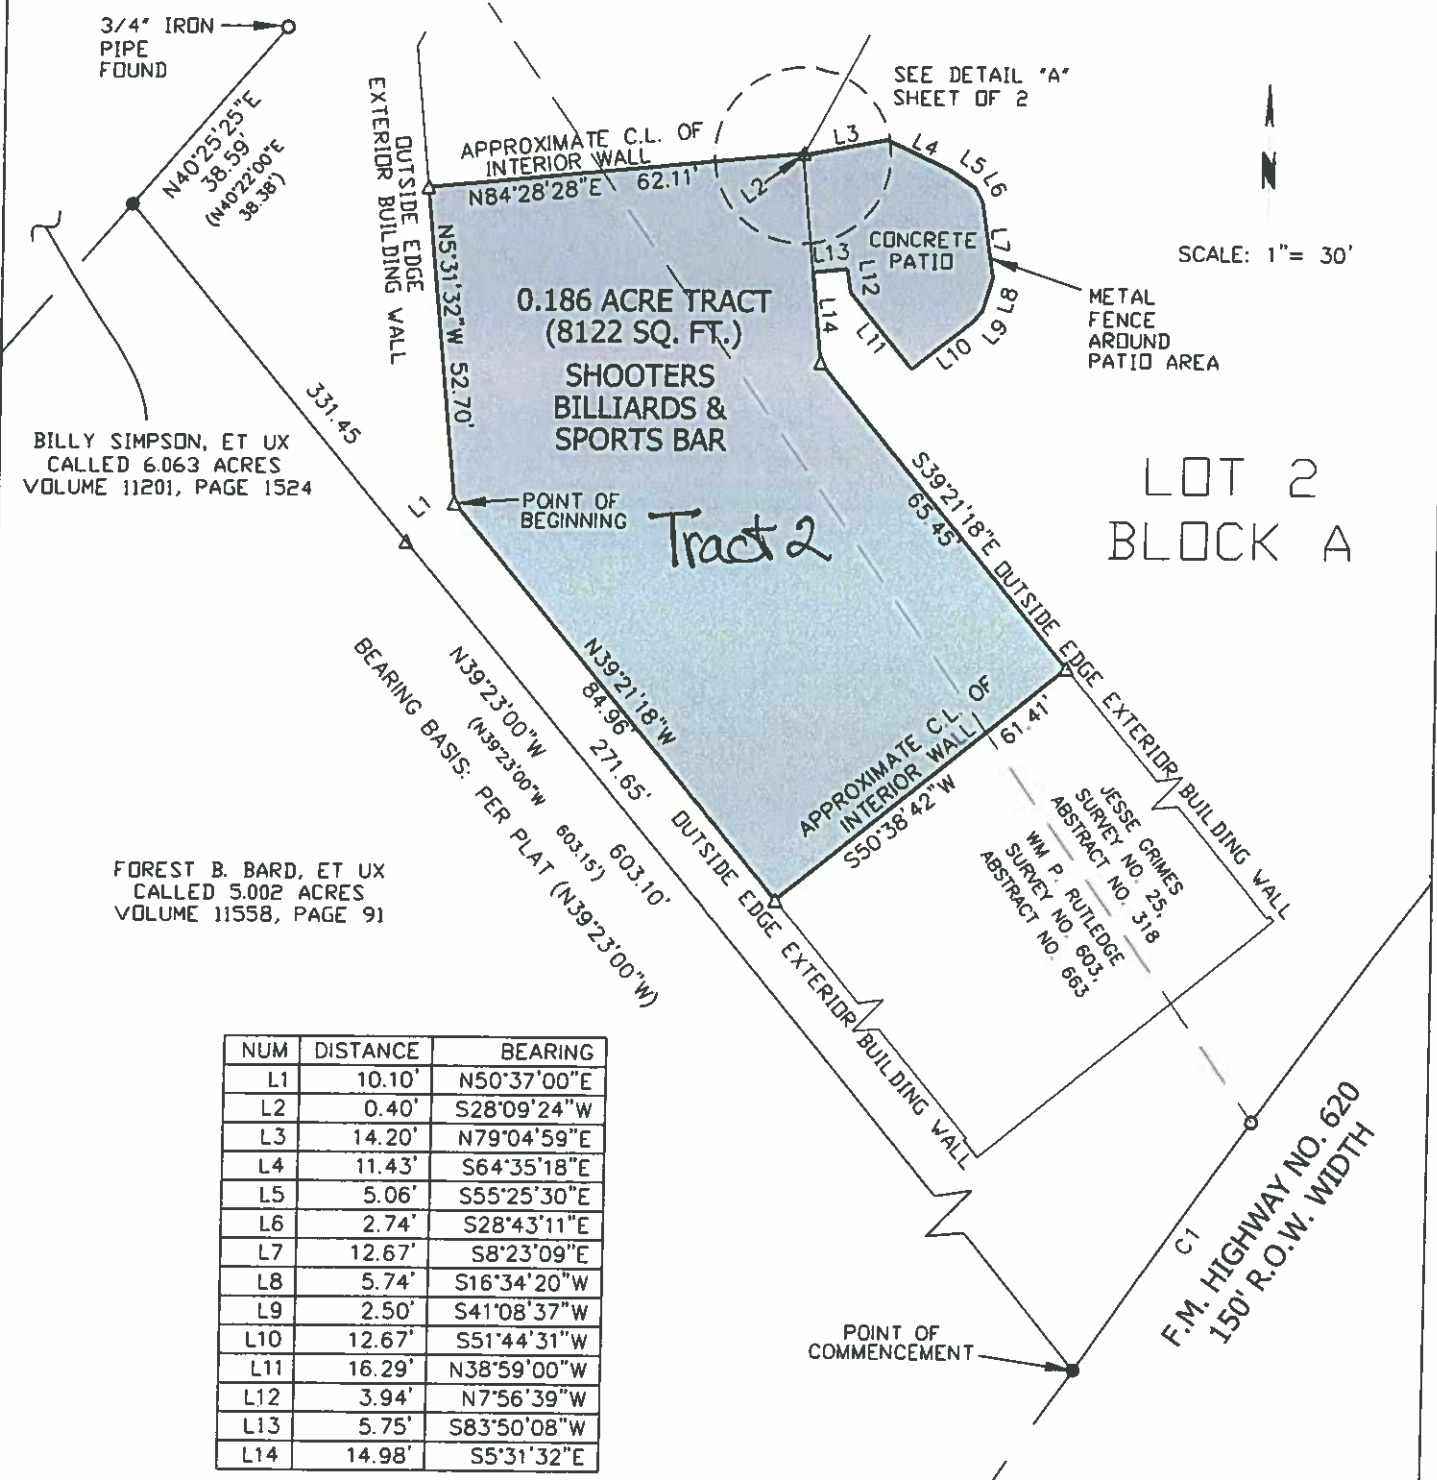 3/4" IRON
PIPE
FOUND
N40°25'25"E
38.59'
(N40°22'00"E
38.38')
OUTSIDE EDGE
EXTERIOR BUILDING WALL
APPROXIMATE C.L. OF
INTERIOR WALL
N84°28'28"E 62.11'
SEE DETAIL "A"
SHEET OF 2
L2
L3
L4
L5
L6
L7
L8
L9
L10
L11
L12
L13
L14
CONCRETE
PATIO
N
SCALE: 1"= 30'
METAL
FENCE
AROUND
PATIO AREA
N5°31'32"W 52.70'
0.186 ACRE TRACT
(8122 SQ. FT.)
SHOOTERS
BILLIARDS &
SPORTS BAR
331.45
BILLY SIMPSON, ET UX
CALLED 6.063 ACRES
VOLUME 11201, PAGE 1524
L1
POINT OF
BEGINNING
Tract 2
S39°21'18"E OUTSIDE EDGE EXTERIOR BUILDING WALL
65.45'
LOT 2
BLOCK A
N39°21'18"W
84.96'
N39°23'00"W 271.65'
(N39°23'00"W 603.15') 603.10'
BEARING BASIS: PER PLAT (N39°23'00"W)
OUTSIDE EDGE EXTERIOR BUILDING WALL
APPROXIMATE C.L. OF
INTERIOR WALL
61.41'
S50°38'42"W
JESSE GRIMES
SURVEY NO. 25,
ABSTRACT NO. 318
WM P. RUTLEDGE
SURVEY NO. 603,
ABSTRACT NO. 663
FOREST B. BARD, ET UX
CALLED 5.002 ACRES
VOLUME 11558, PAGE 91
NUM DISTANCE BEARING
L1 10.10' N50°37'00"E
L2 0.40' S28°09'24"W
L3 14.20' N79°04'59"E
L4 11.43' S64°35'18"E
L5 5.06' S55°25'30"E
L6 2.74' S28°43'11"E
L7 12.67' S8°23'09"E
L8 5.74' S16°34'20"W
L9 2.50' S41°08'37"W
L10 12.67' S51°44'31"W
L11 16.29' N38°59'00"W
L12 3.94' N7°56'39"W
L13 5.75' S83°50'08"W
L14 14.98' S5°31'32"E
C1
F.M. HIGHWAY NO. 620
150' R.O.W. WIDTH
POINT OF
COMMENCEMENT